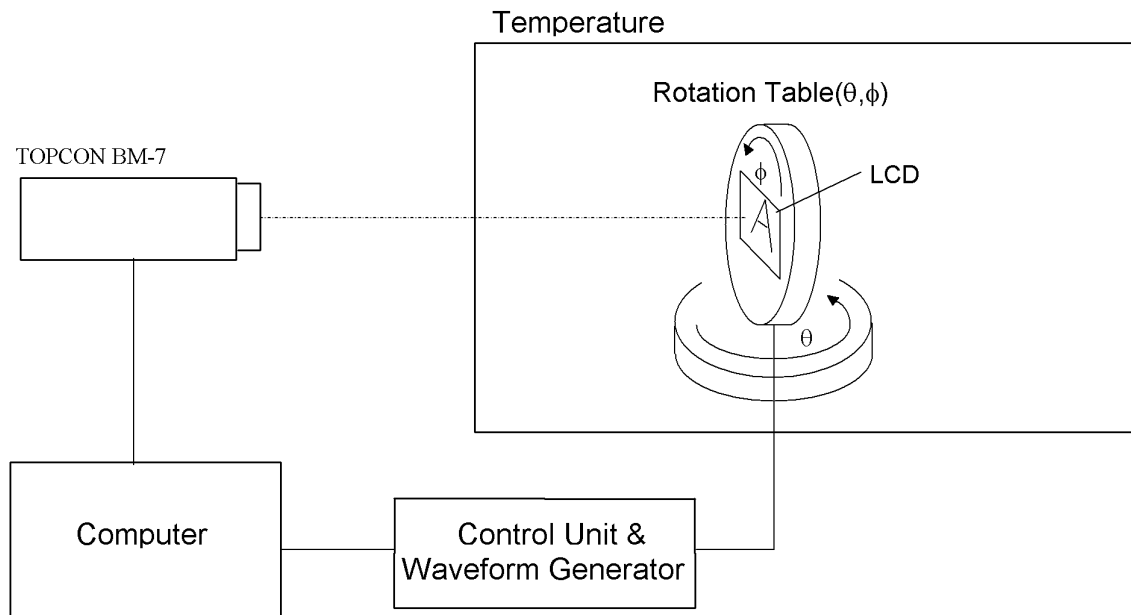 Temperature
Rotation Table(θ,ϕ)
TOPCON BM-7
ϕ
LCD
A
θ
Computer
Control Unit &
Waveform Generator